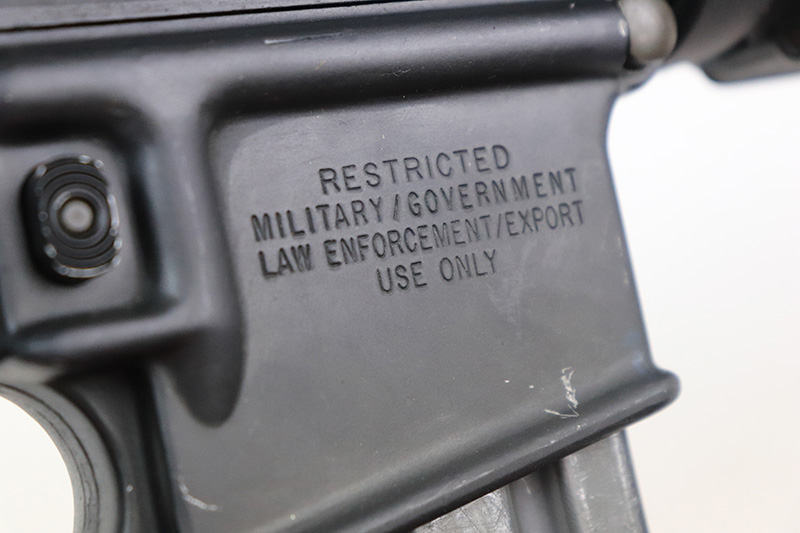 RESTRICTED
MILITARY/GOVERNMENT
LAW ENFORCEMENT/EXPORT
USE ONLY